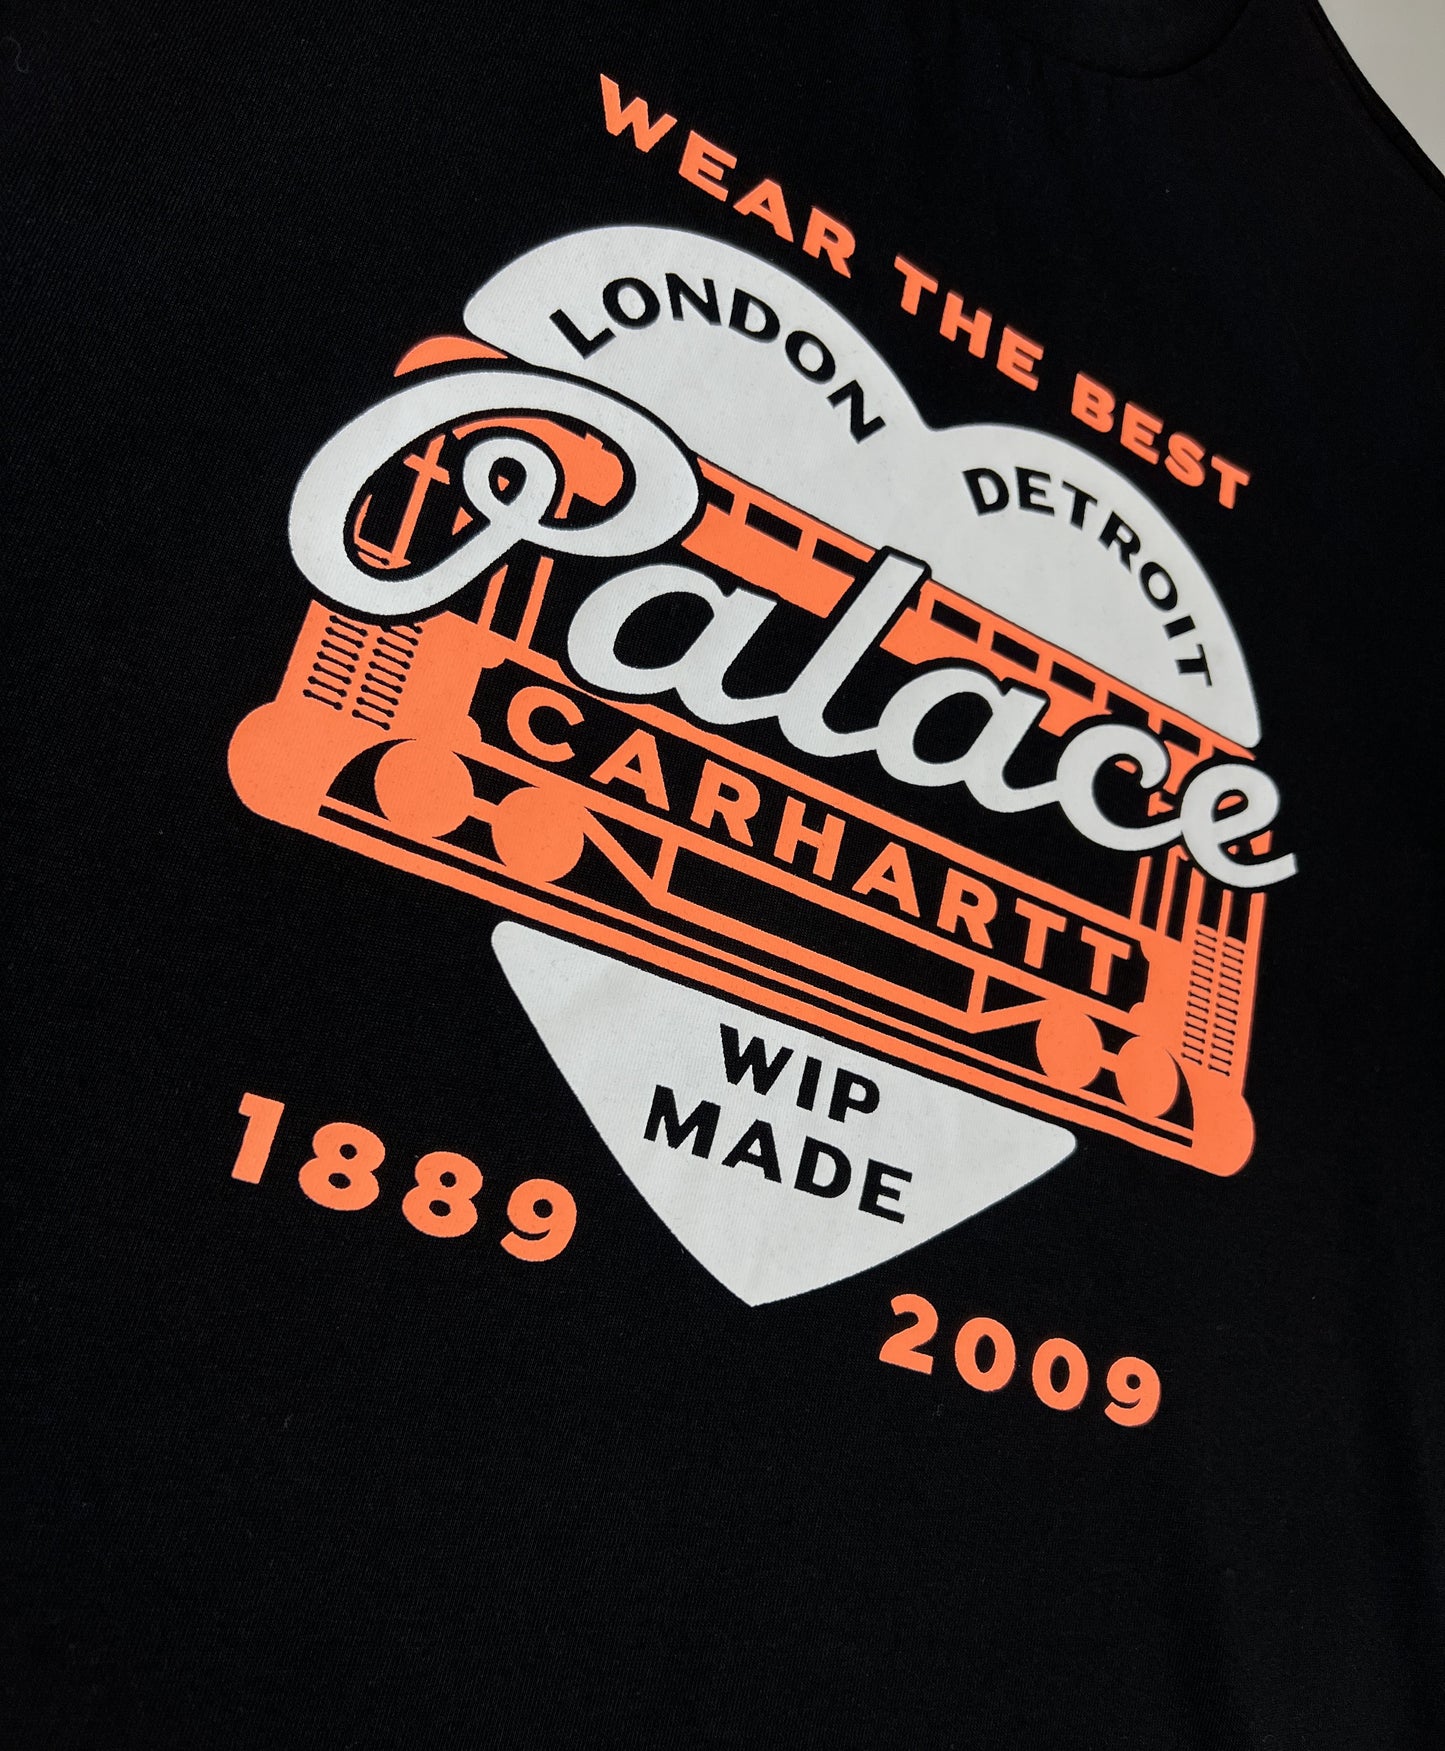 WEAR THE BEST
LONDON
DETROIT
Palace
CARHARTT
WIP
MADE
1889
2009